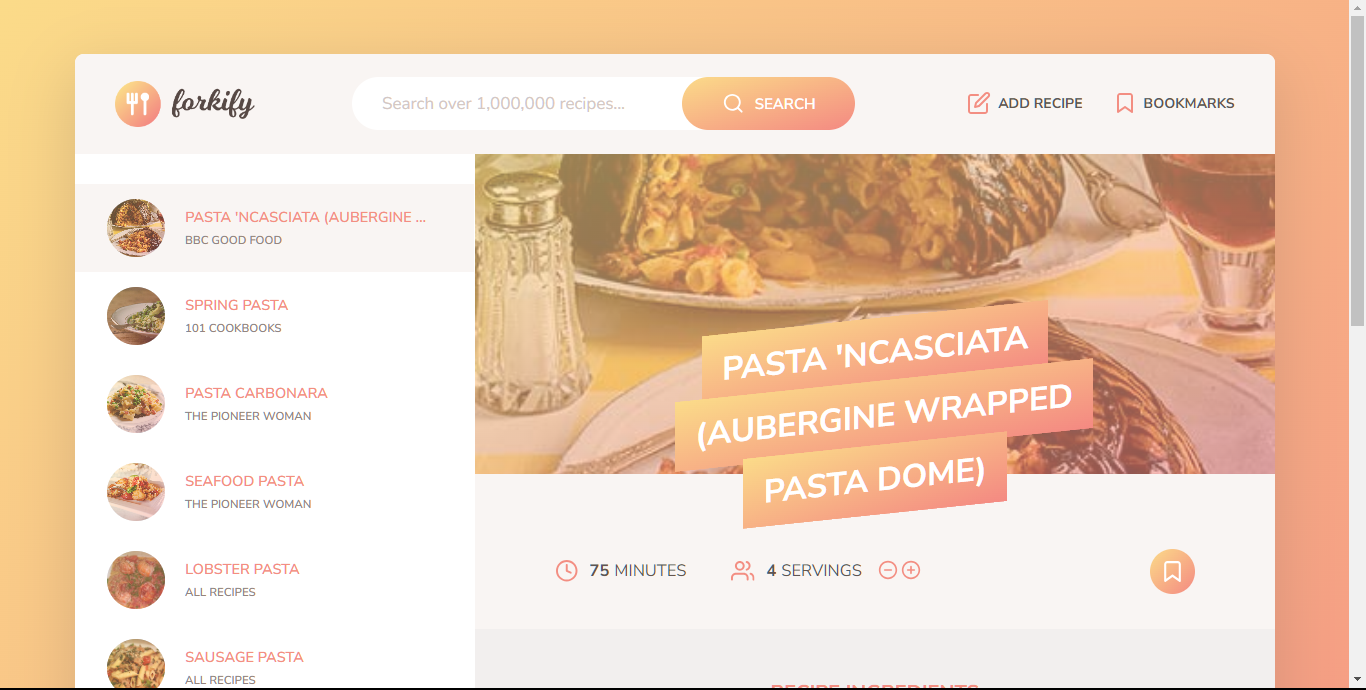 forkify
Search over 1,000,000 recipes...
SEARCH
ADD RECIPE
BOOKMARKS
PASTA 'NCASCIATA (AUBERGINE ...
BBC GOOD FOOD
SPRING PASTA
101 COOKBOOKS
PASTA CARBONARA
THE PIONEER WOMAN
SEAFOOD PASTA
THE PIONEER WOMAN
LOBSTER PASTA
ALL RECIPES
SAUSAGE PASTA
ALL RECIPES
PASTA 'NCASCIATA
(AUBERGINE WRAPPED
PASTA DOME)
75 MINUTES
4 SERVINGS
RECIPE INGREDIENTS